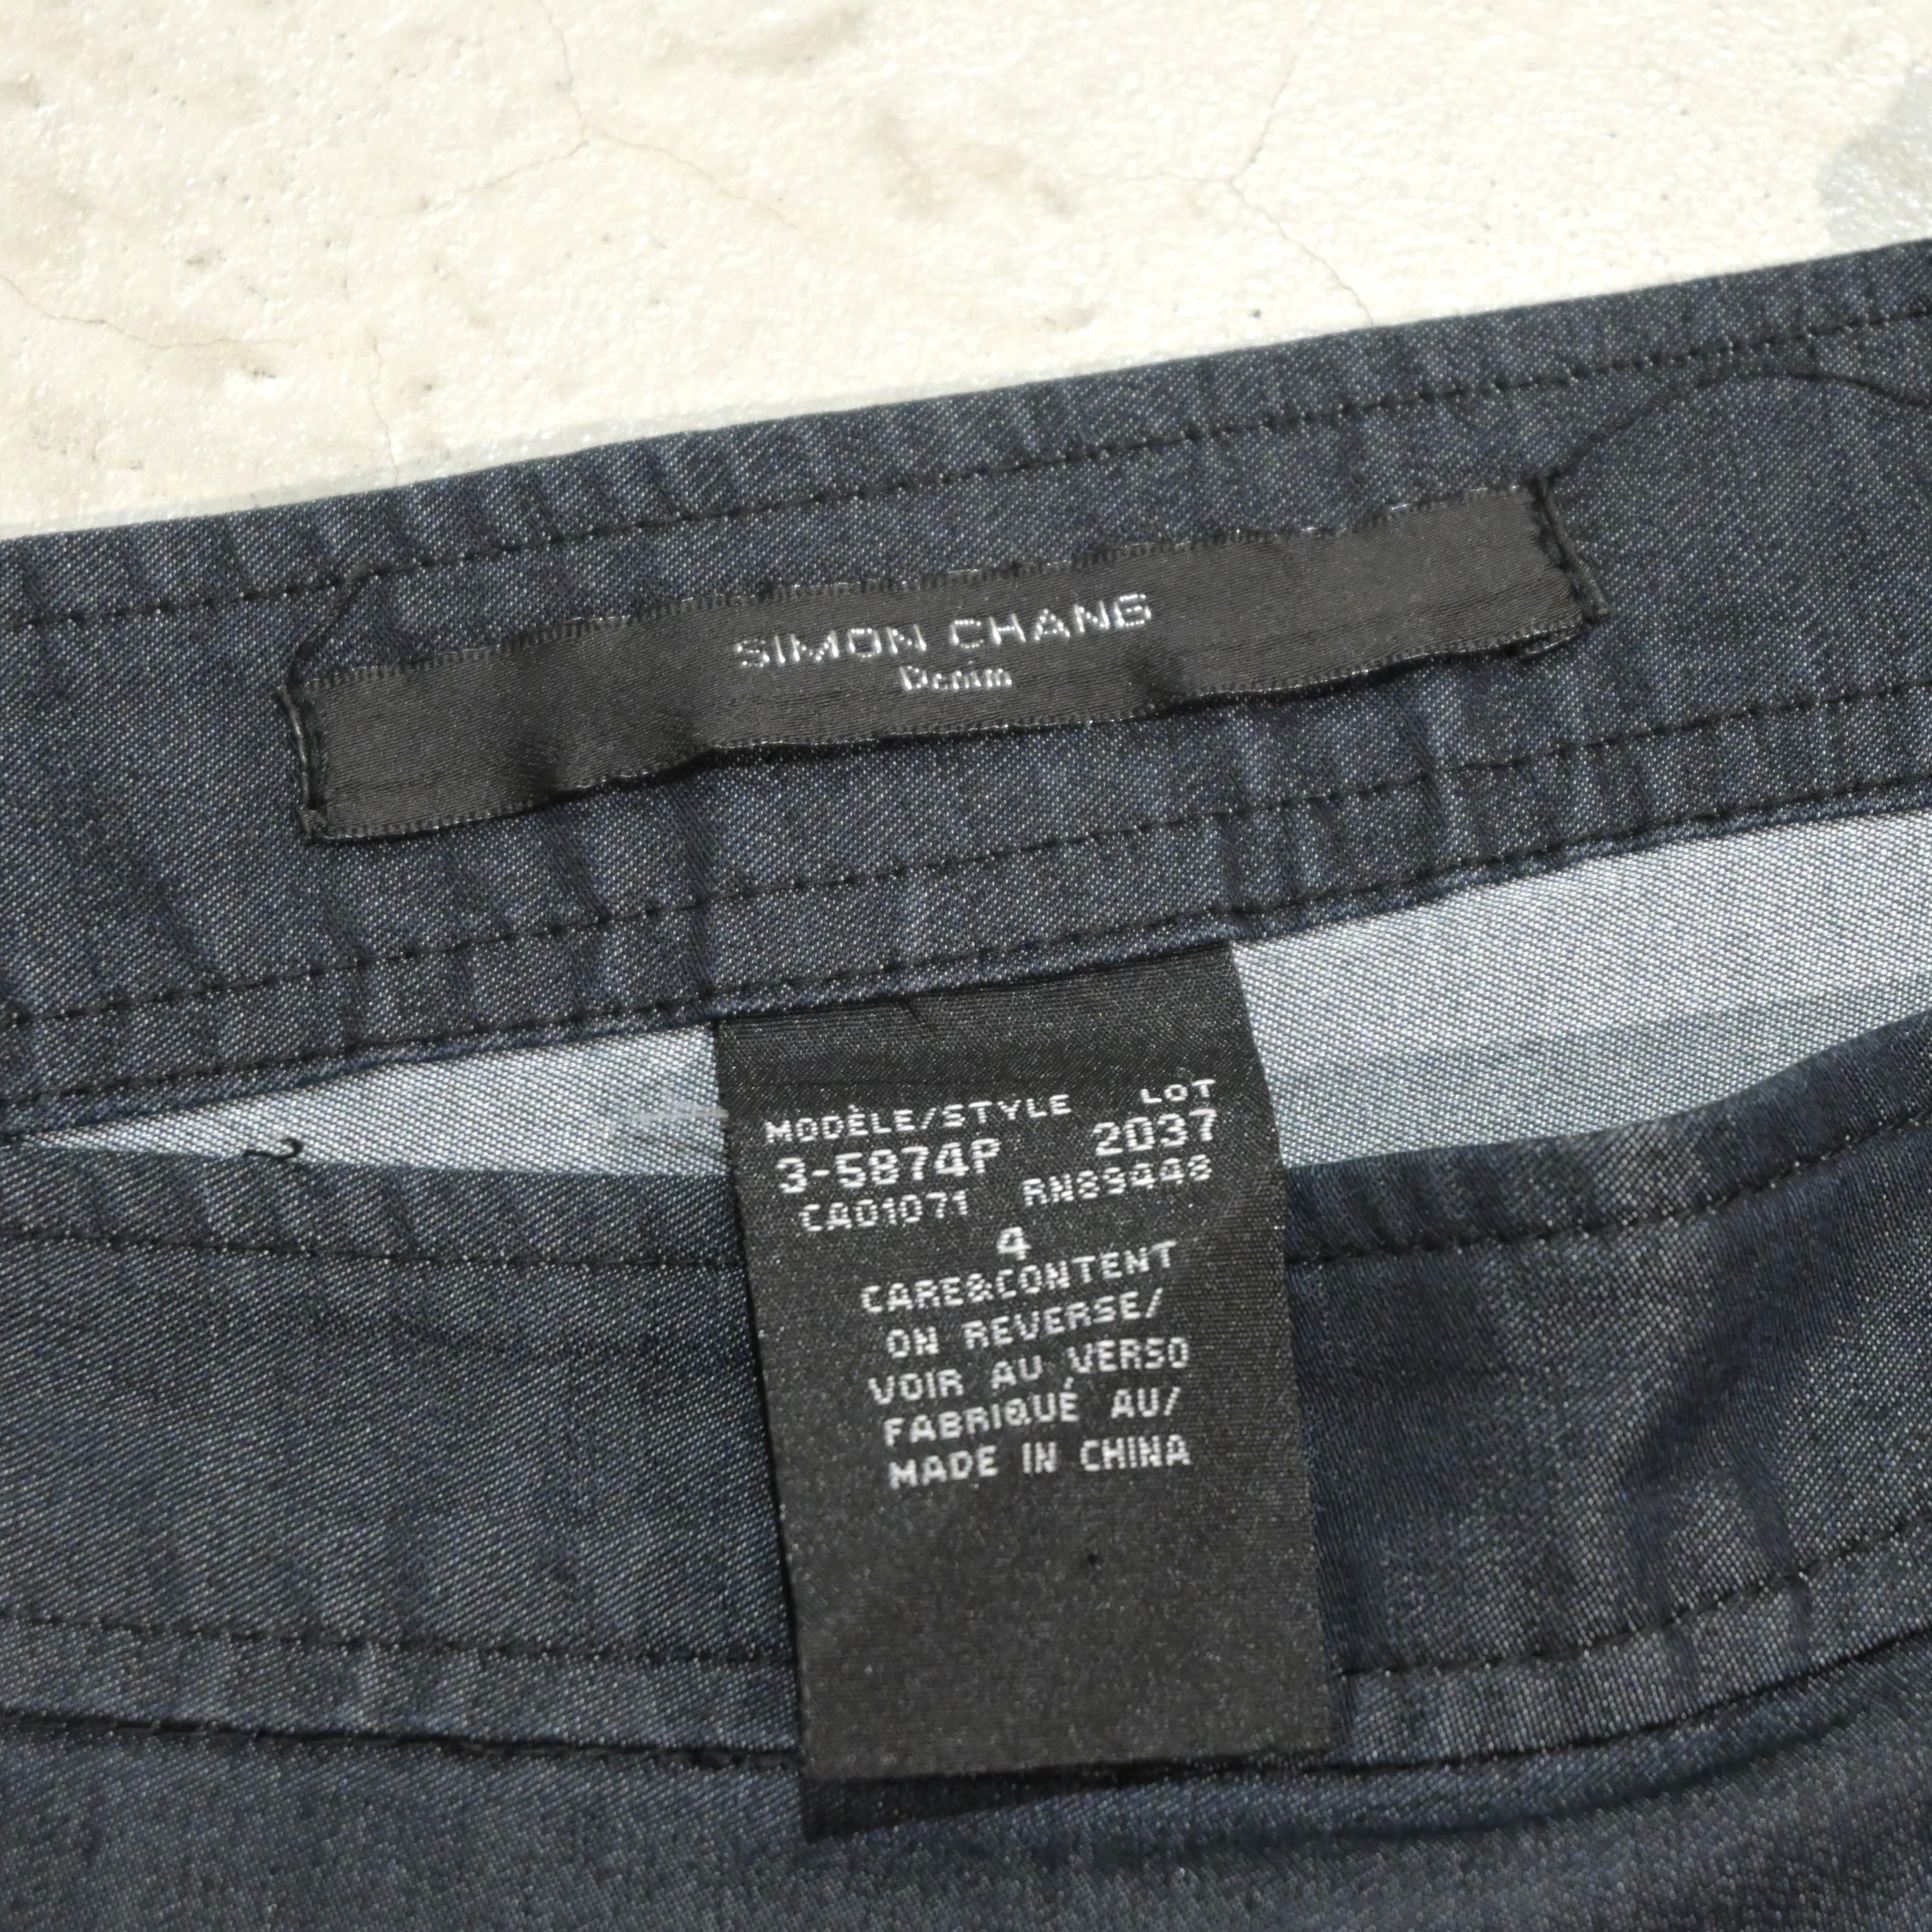 SIMON CHANG
Denim
MODÈLE/STYLE LOT
3-5874P 2037
CA01071 RN89448
4
CARE&CONTENT
ON REVERSE/
VOIR AU VERSO
FABRIQUÉ AU/
MADE IN CHINA